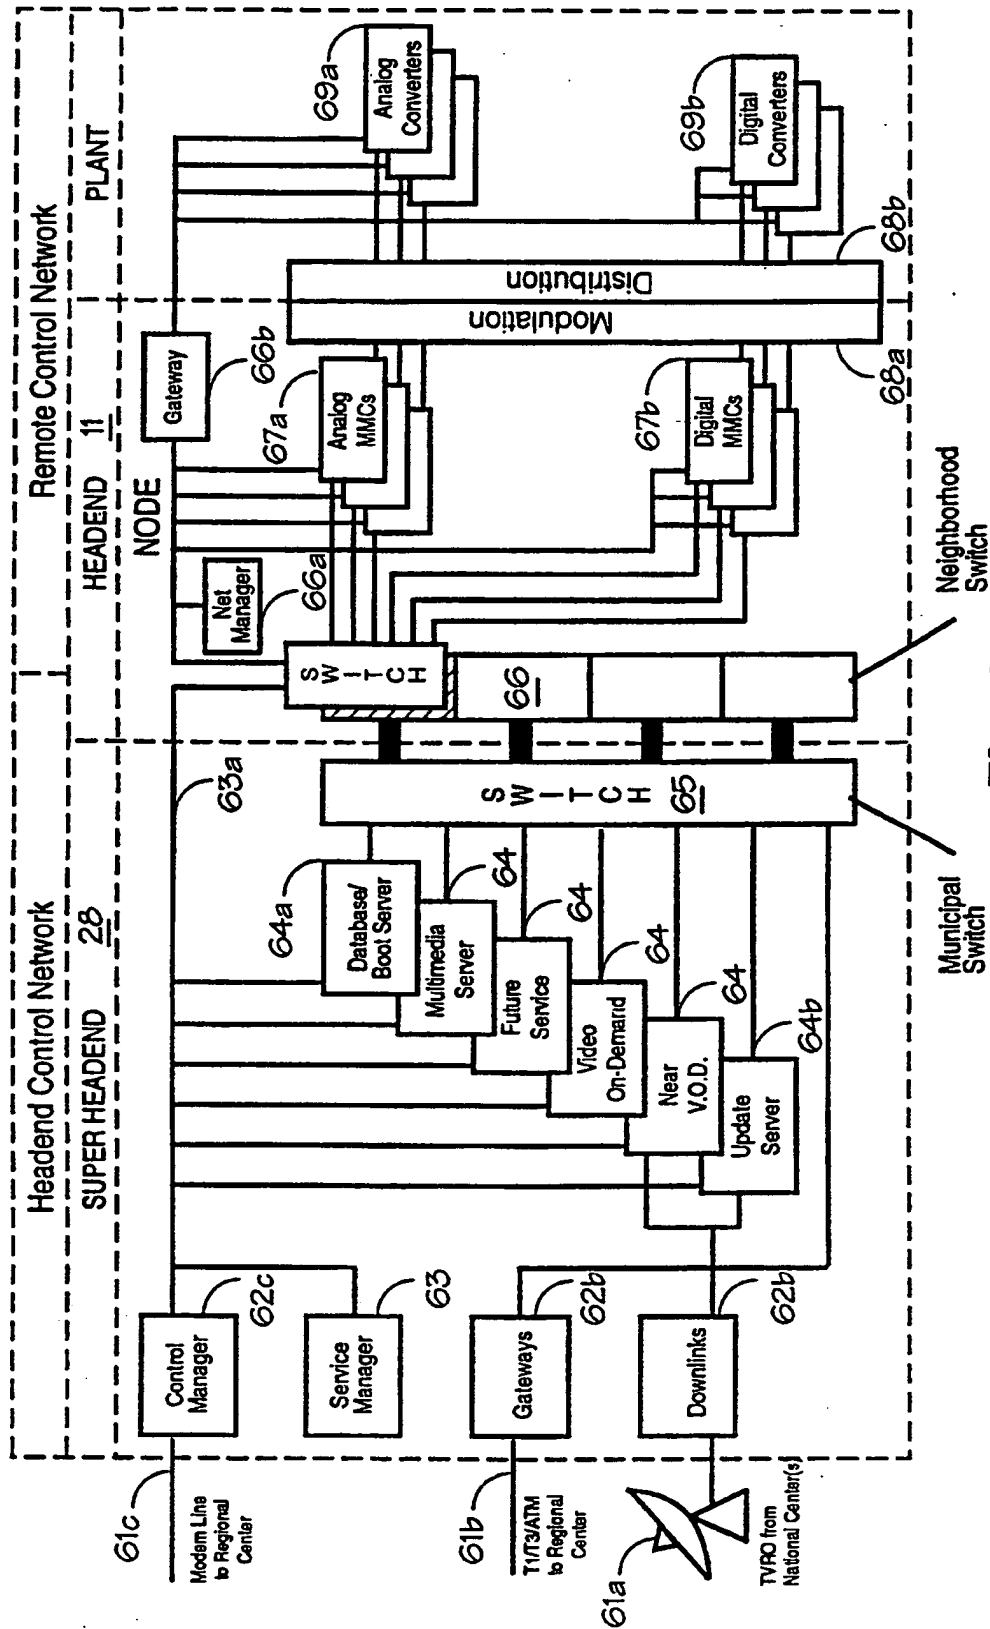 Headend Control Network
Remote Control Network
SUPER HEADEND
28
HEADEND
11
PLANT
NODE
61c
Modem Line
to Regional
Center
Control
Manager
62c
Service
Manager
63
63a
61b
T1/T3/ATM
to Regional
Center
Gateways
62b
61a
TVRO from
National Center(s)
Downlinks
62b
64a
Database/
Boot Server
Multimedia
Server
64
Future
Service
64
Video
On-Demand
64
Near
V.O.D.
64
Update
Server
64b
SWITCH
65
Municipal
Switch
SWITCH
66
Neighborhood
Switch
Net
Manager
66a
Gateway
66b
67a
Analog
MMCs
67b
Digital
MMCs
Modulation
68a
Distribution
68b
69a
Analog
Converters
69b
Digital
Converters